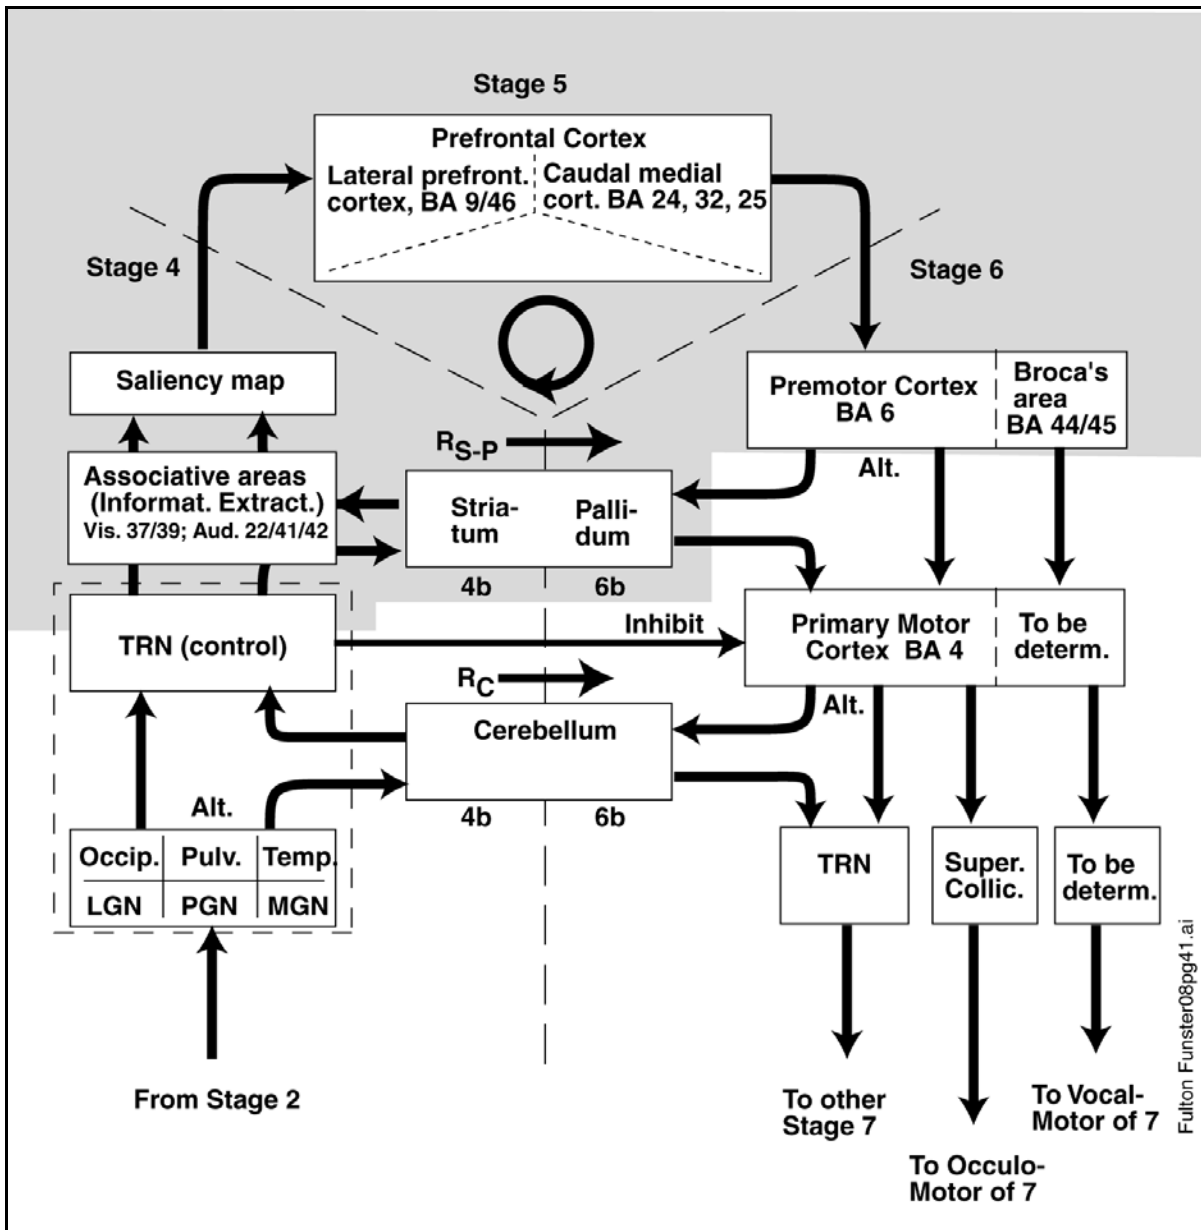 Stage 5
Prefrontal Cortex
Lateral prefront.
cortex, BA 9/46
Caudal medial
cort. BA 24, 32, 25
Stage 4
Stage 6
Saliency map
Premotor Cortex
BA 6
Broca's
area
BA 44/45
RS-P
Alt.
Associative areas
(Informat. Extract.)
Vis. 37/39; Aud. 22/41/42
Stria-
tum
Palli-
dum
4b
6b
TRN (control)
Inhibit
Primary Motor
Cortex BA 4
To be
determ.
RC
Alt.
Cerebellum
4b
6b
Alt.
Occip.
Pulv.
Temp.
LGN
PGN
MGN
TRN
Super.
Collic.
To be
determ.
From Stage 2
To other
Stage 7
To Occulo-
Motor of 7
To Vocal-
Motor of 7
Fulton Funster08pg41.ai